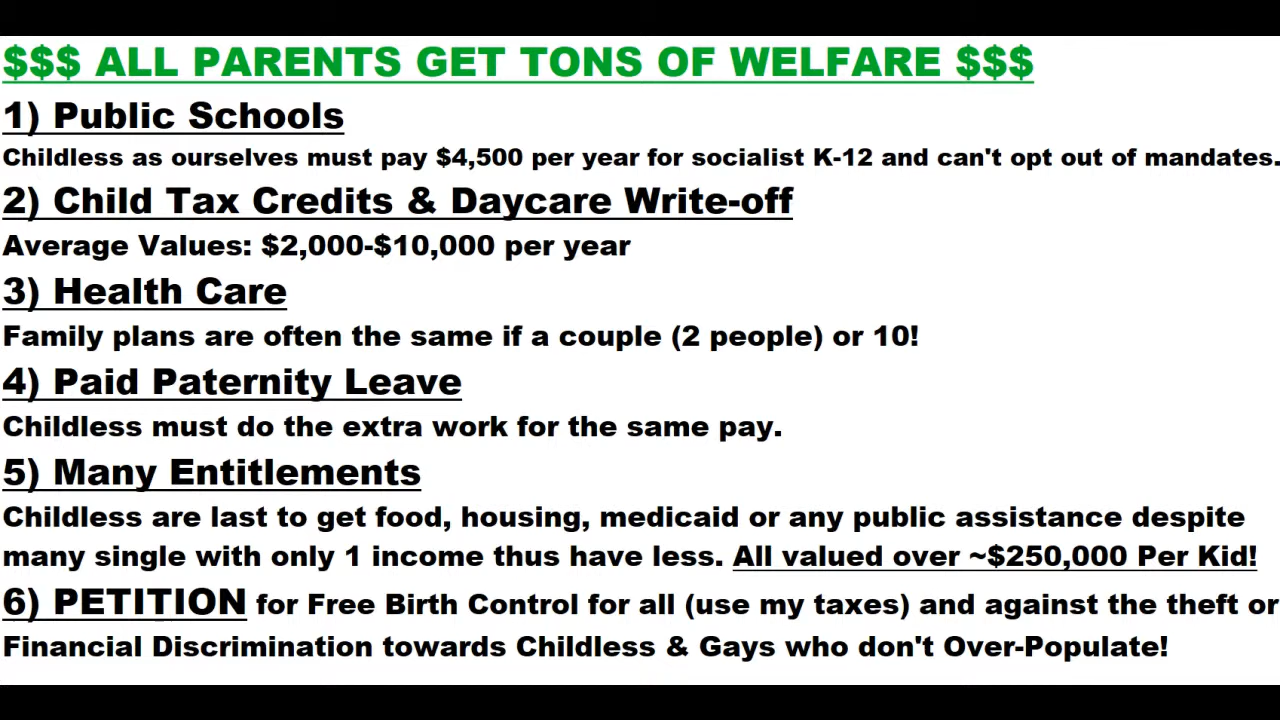 $$$ ALL PARENTS GET TONS OF WELFARE $$$
1) Public Schools
Childless as ourselves must pay $4,500 per year for socialist K-12 and can't opt out of mandates.
2) Child Tax Credits & Daycare Write-off
Average Values: $2,000-$10,000 per year
3) Health Care
Family plans are often the same if a couple (2 people) or 10!
4) Paid Paternity Leave
Childless must do the extra work for the same pay.
5) Many Entitlements
Childless are last to get food, housing, medicaid or any public assistance despite
many single with only 1 income thus have less. All valued over ~$250,000 Per Kid!
6) PETITION for Free Birth Control for all (use my taxes) and against the theft or
Financial Discrimination towards Childless & Gays who don't Over-Populate!